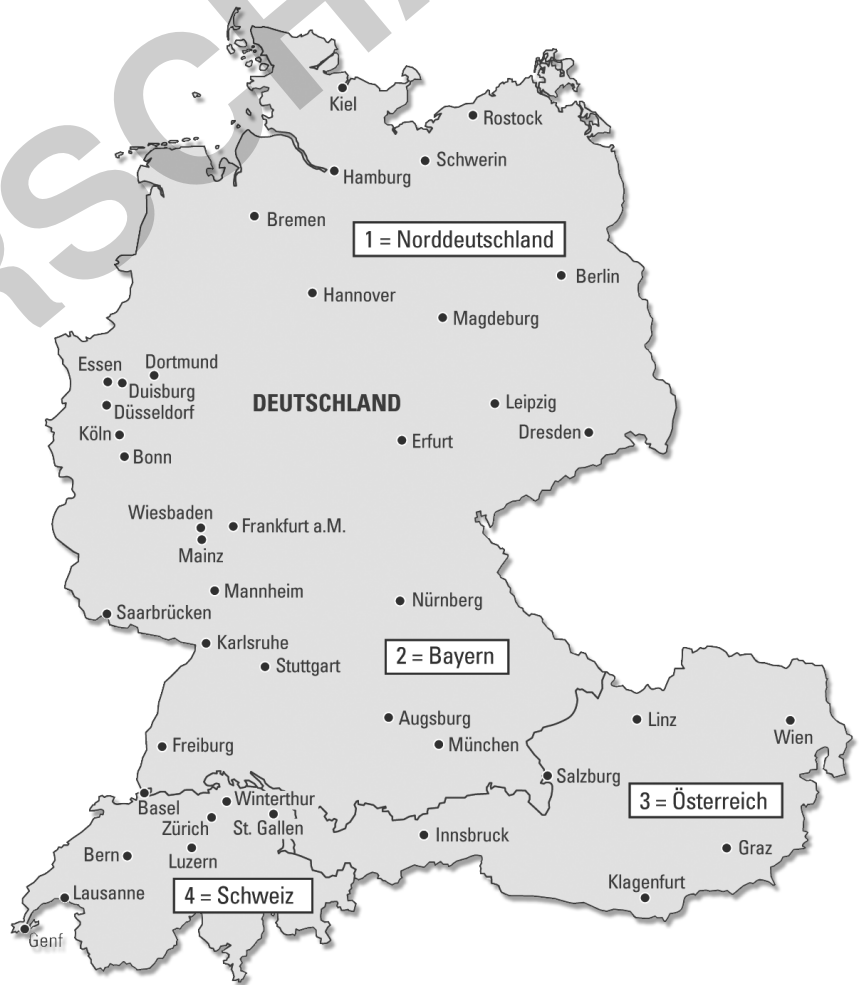 Kiel
Rostock
Schwerin
Hamburg
Bremen
1 = Norddeutschland
Berlin
Hannover
Magdeburg
Essen
Dortmund
Duisburg
DEUTSCHLAND
Leipzig
Düsseldorf
Köln
Erfurt
Dresden
Bonn
Wiesbaden
Frankfurt a.M.
Mainz
Mannheim
Nürnberg
Saarbrücken
Karlsruhe
2 = Bayern
Stuttgart
Augsburg
Linz
Wien
Freiburg
München
Salzburg
Basel
Winterthur
3 = Österreich
Zürich
St. Gallen
Innsbruck
Bern
Luzern
Graz
Klagenfurt
Lausanne
4 = Schweiz
Genf